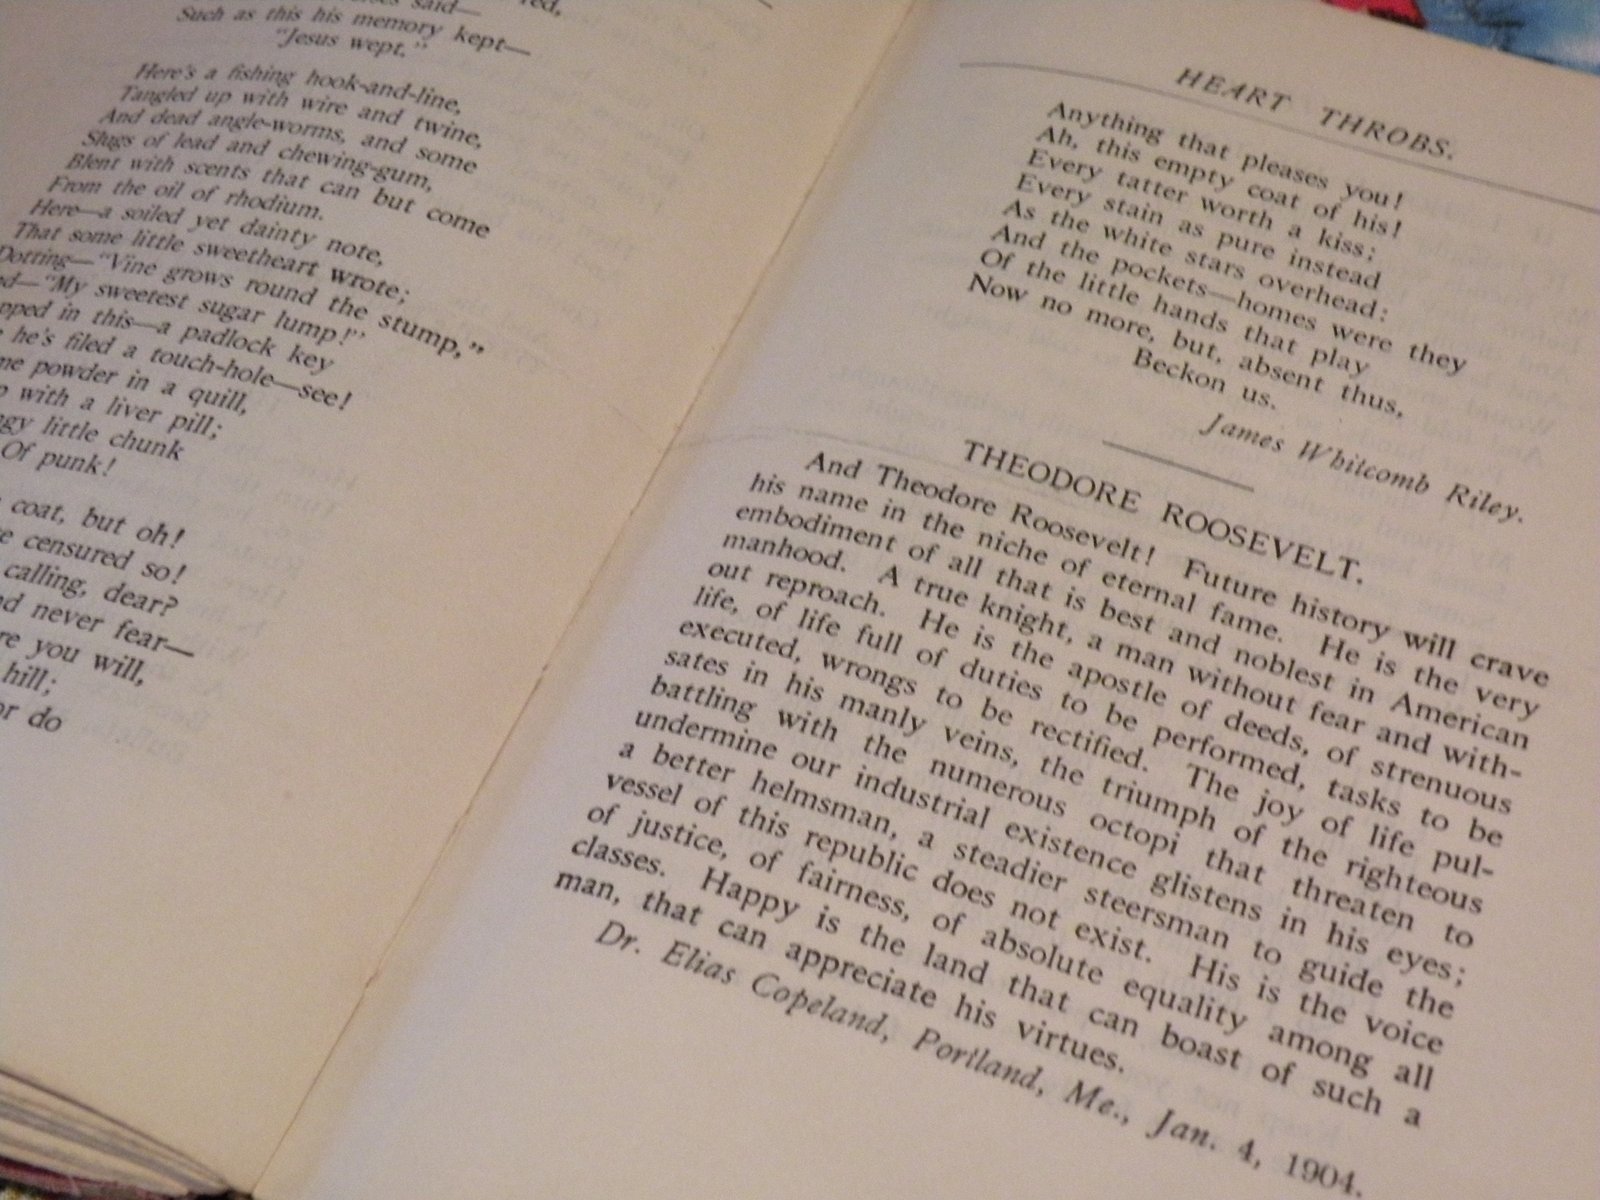 said—
red,
Such as this his memory kept—
"Jesus wept."
Here's a fishing hook-and-line,
Tangled up with wire and twine,
And dead angle-worms, and some
Slugs of lead and chewing-gum,
Blent with scents that can but come
From the oil of rhodium.
Here—a soiled yet dainty note,
That some little sweetheart wrote;
Dotting—"Vine grows round the stump,"
"My sweetest sugar lump!"
in this—a padlock key
he's filed a touch-hole—see!
powder in a quill,
with a liver pill;
little chunk
Of punk!
coat, but oh!
censured so!
calling, dear?
never fear—
you will,
hill;
do
HEART THROBS.
Anything that pleases you!
Ah, this empty coat of his!
Every tatter worth a kiss;
Every stain as pure instead
As the white stars overhead:
And the pockets—homes were they
Of the little hands that play
Now no more, but, absent thus,
Beckon us.
James Whitcomb Riley.
THEODORE ROOSEVELT.
And Theodore Roosevelt! Future history will crave
his name in the niche of eternal fame. He is the very
embodiment of all that is best and noblest in American
manhood. A true knight, a man without fear and with-
out reproach. He is the apostle of deeds, of strenuous
life, of life full of duties to be performed, tasks to be
executed, wrongs to be rectified. The joy of life pul-
sates in his manly veins, the triumph of the righteous
battling with the numerous octopi that threaten to
undermine our industrial existence glistens in his eyes;
a better helmsman, a steadier steersman to guide the
vessel of this republic does not exist. His is the voice
of justice, of fairness, of absolute equality among all
classes. Happy is the land that can boast of such a
man, that can appreciate his virtues.
Dr. Elias Copeland, Portland, Me., Jan. 4, 1904.